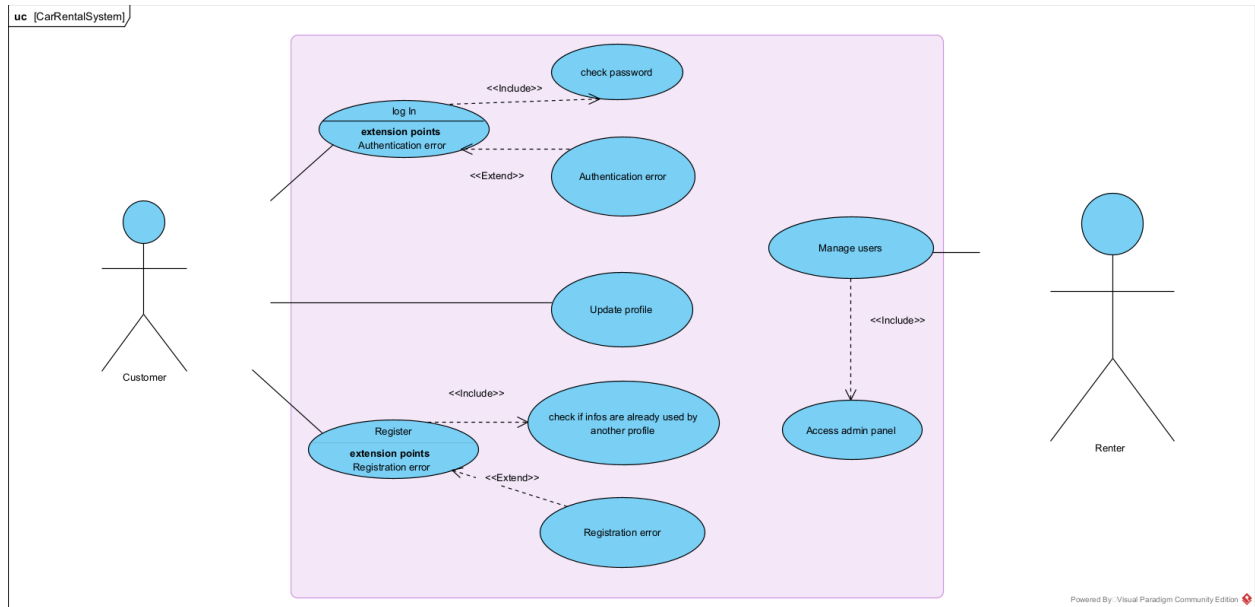 uc [CarRentalSystem]
check password
<<Include>>
log In
extension points
Authentication error
<<Extend>>
Authentication error
Manage users
<<Include>>
Update profile
Customer
<<Include>>
check if infos are already used by
another profile
Access admin panel
Register
extension points
Registration error
<<Extend>>
Registration error
Renter
Powered By: Visual Paradigm Community Edition